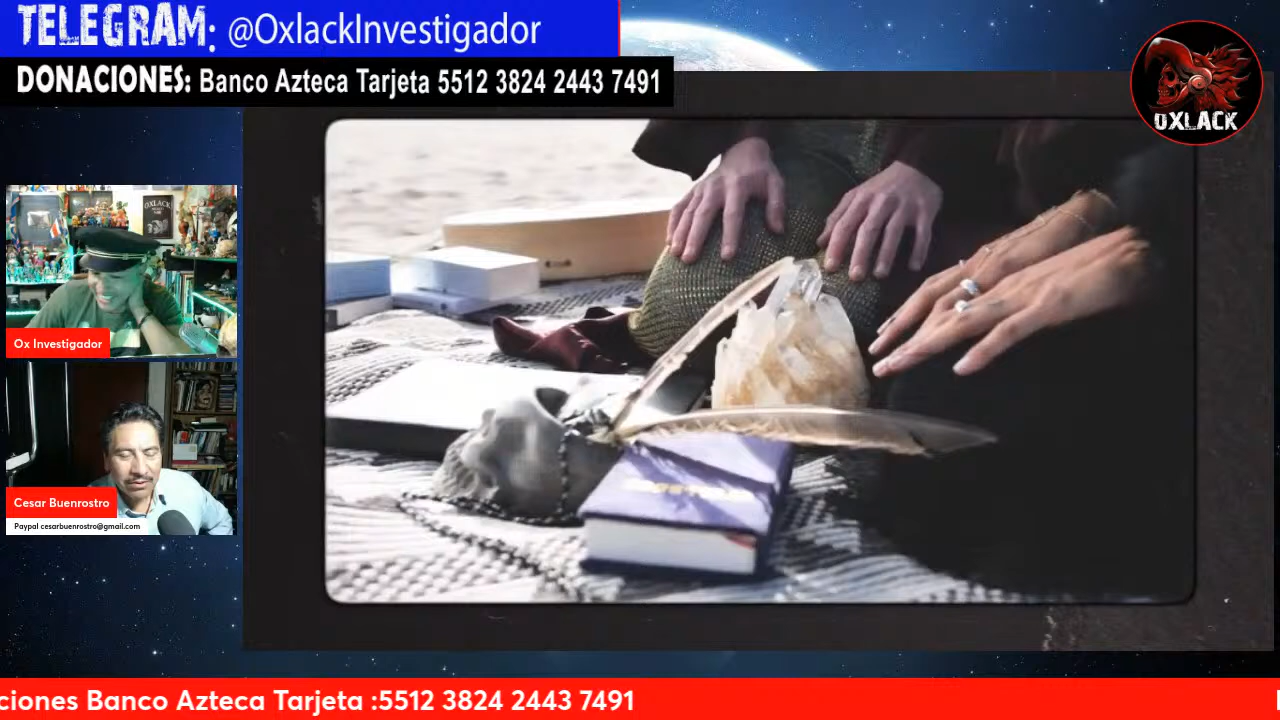 TELEGRAM: @OxlackInvestigador
DONACIONES: Banco Azteca Tarjeta 5512 3824 2443 7491
OXLACK
OXLACK
Ox Investigador
Cesar Buenrostro
Paypal cesarbuenrostro@gmail.com
ciones Banco Azteca Tarjeta :5512 3824 2443 7491